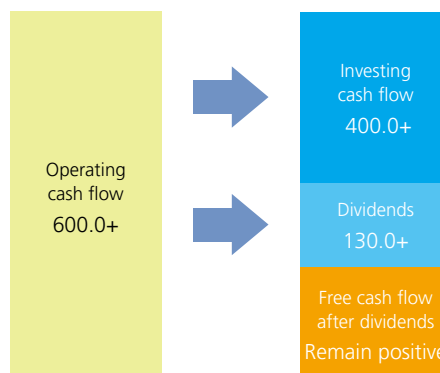 Operating
cash flow
600.0+
Investing
cash flow
400.0+
Dividends
130.0+
Free cash flow
after dividends
Remain positive